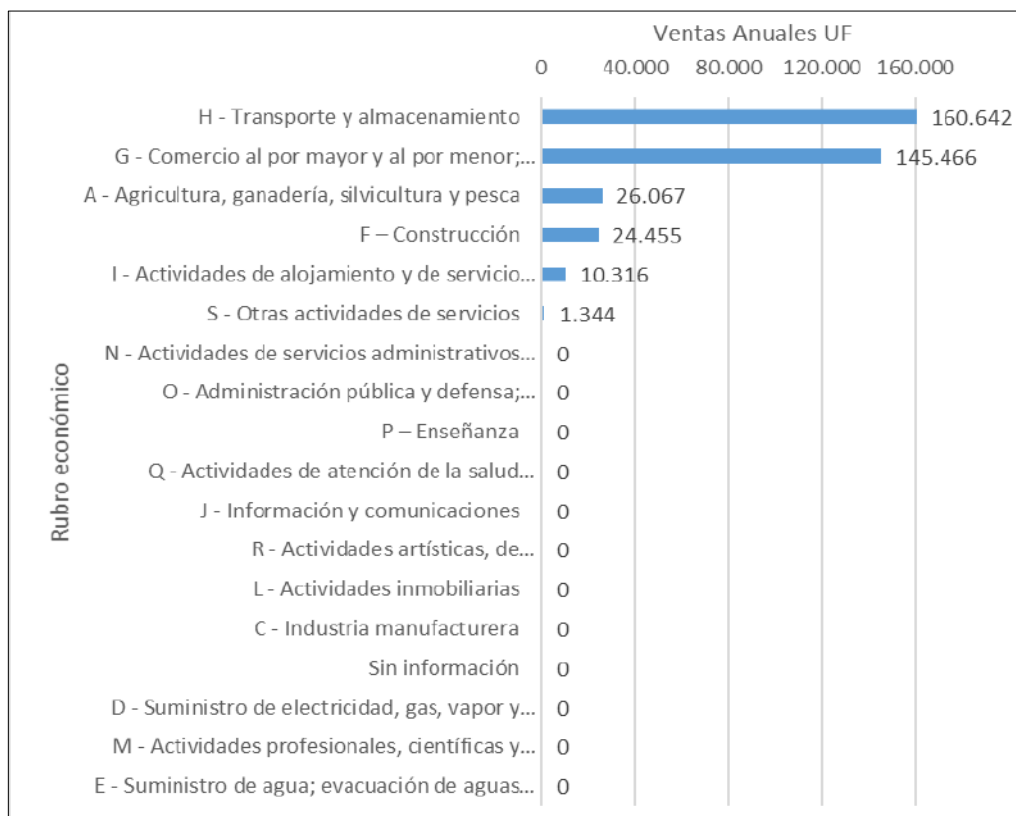 Ventas Anuales UF
0 40.000 80.000 120.000 160.000
H - Transporte y almacenamiento 160.642
G - Comercio al por mayor y al por menor;... 145.466
A - Agricultura, ganadería, silvicultura y pesca 26.067
F – Construcción 24.455
I - Actividades de alojamiento y de servicio... 10.316
S - Otras actividades de servicios 1.344
N - Actividades de servicios administrativos... 0
O - Administración pública y defensa;... 0
P – Enseñanza 0
Q - Actividades de atención de la salud... 0
J - Información y comunicaciones 0
R - Actividades artísticas, de... 0
L - Actividades inmobiliarias 0
C - Industria manufacturera 0
Sin información 0
D - Suministro de electricidad, gas, vapor y... 0
M - Actividades profesionales, científicas y... 0
E - Suministro de agua; evacuación de aguas... 0
Rubro económico